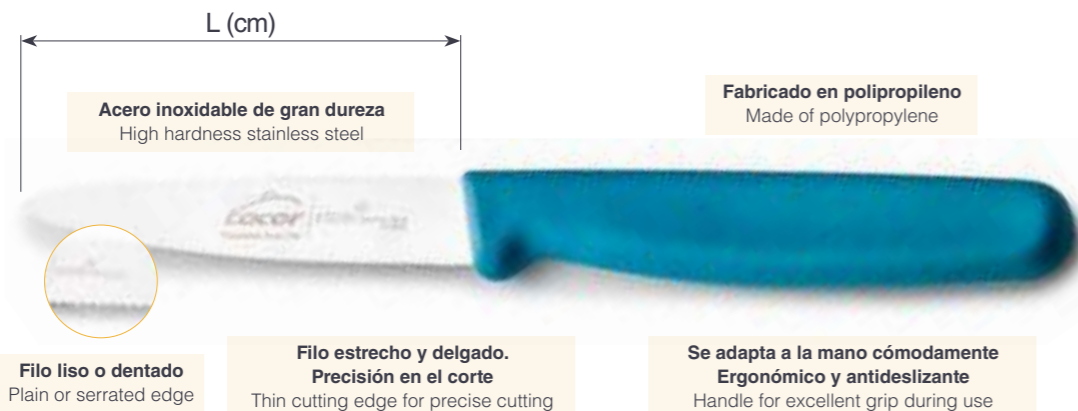 L (cm)
Acero inoxidable de gran dureza
High hardness stainless steel
Fabricado en polipropileno
Made of polypropylene
Lacor
Filo liso o dentado
Plain or serrated edge
Filo estrecho y delgado.
Precisión en el corte
Thin cutting edge for precise cutting
Se adapta a la mano cómodamente
Ergonómico y antideslizante
Handle for excellent grip during use